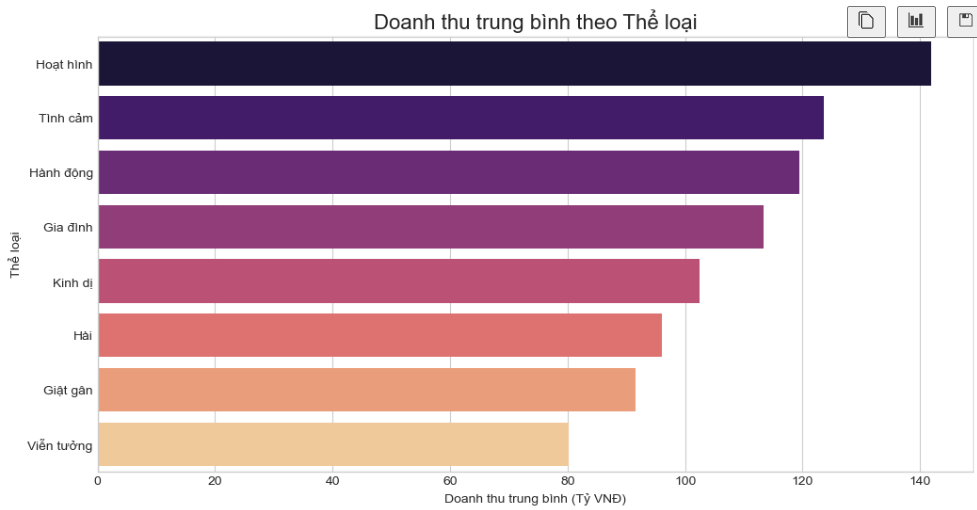 Doanh thu trung bình theo Thể loại
Hoạt hình
Tình cảm
Hành động
Gia đình
Kinh dị
Hài
Giật gân
Viễn tưởng
Thể loại
0 20 40 60 80 100 120 140
Doanh thu trung bình (Tỷ VNĐ)